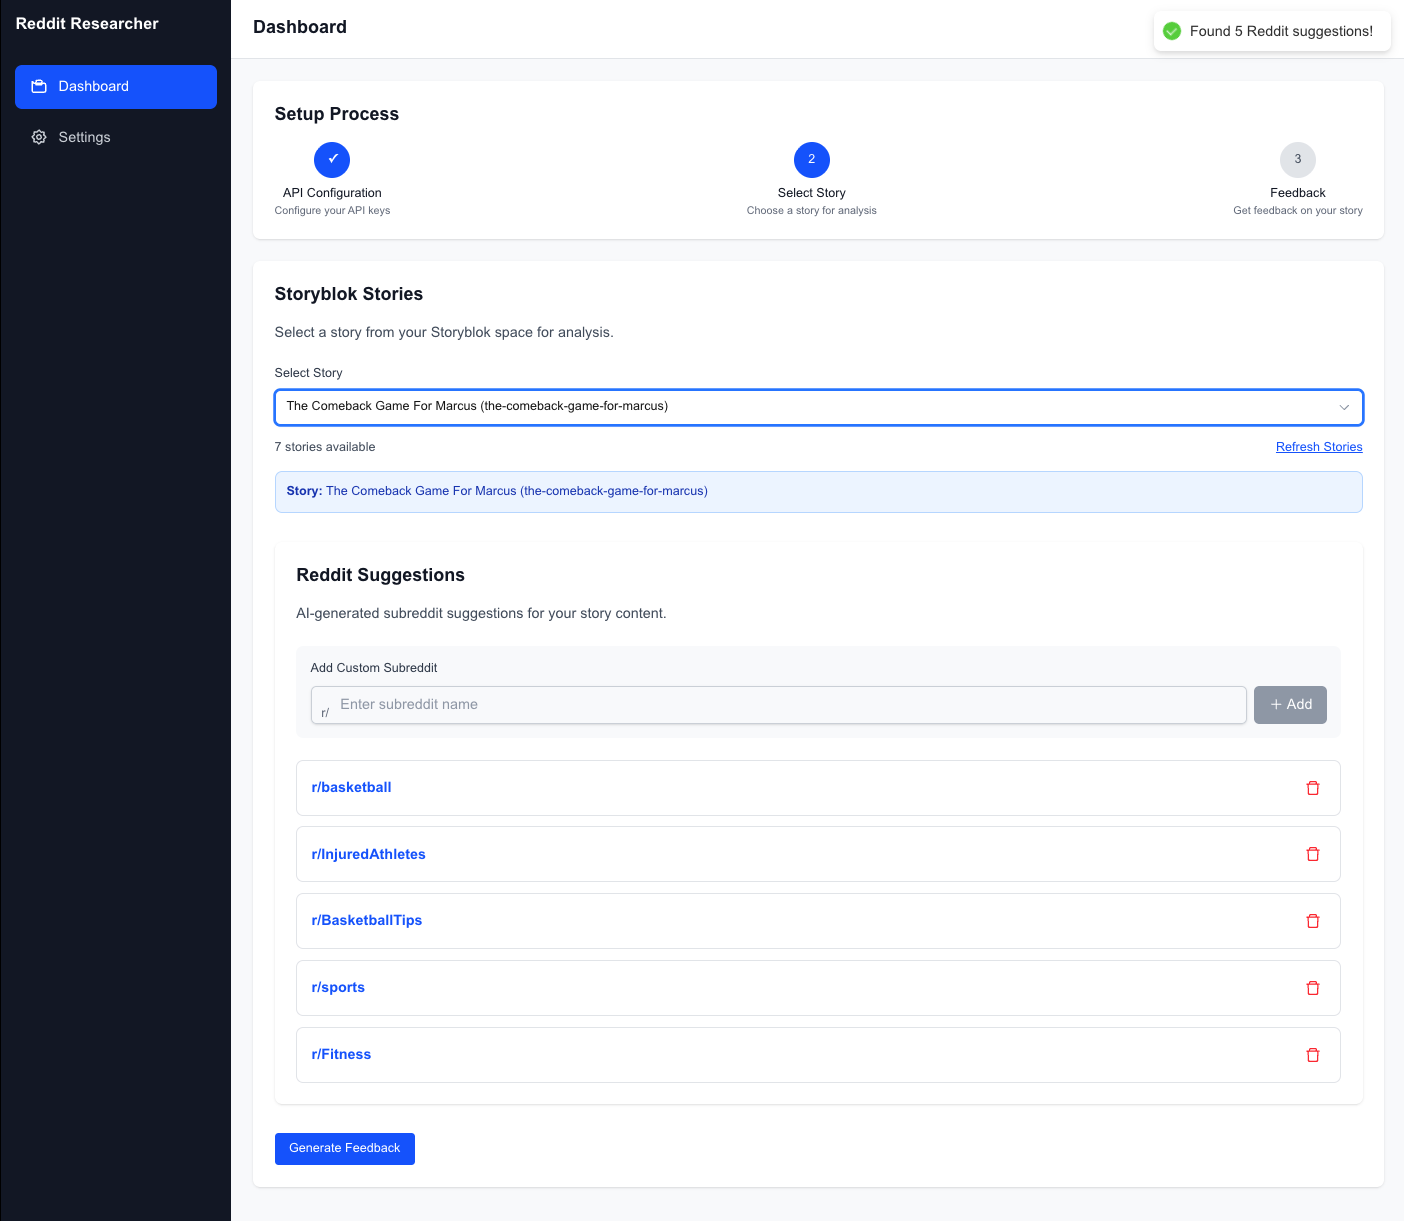 Reddit Researcher
Dashboard
Settings
Dashboard
Found 5 Reddit suggestions!
Setup Process
API Configuration
Configure your API keys
2
Select Story
Choose a story for analysis
3
Feedback
Get feedback on your story
Storyblok Stories
Select a story from your Storyblok space for analysis.
Select Story
The Comeback Game For Marcus (the-comeback-game-for-marcus)
7 stories available
Refresh Stories
Story: The Comeback Game For Marcus (the-comeback-game-for-marcus)
Reddit Suggestions
AI-generated subreddit suggestions for your story content.
Add Custom Subreddit
r/ Enter subreddit name
+ Add
r/basketball
r/InjuredAthletes
r/BasketballTips
r/sports
r/Fitness
Generate Feedback